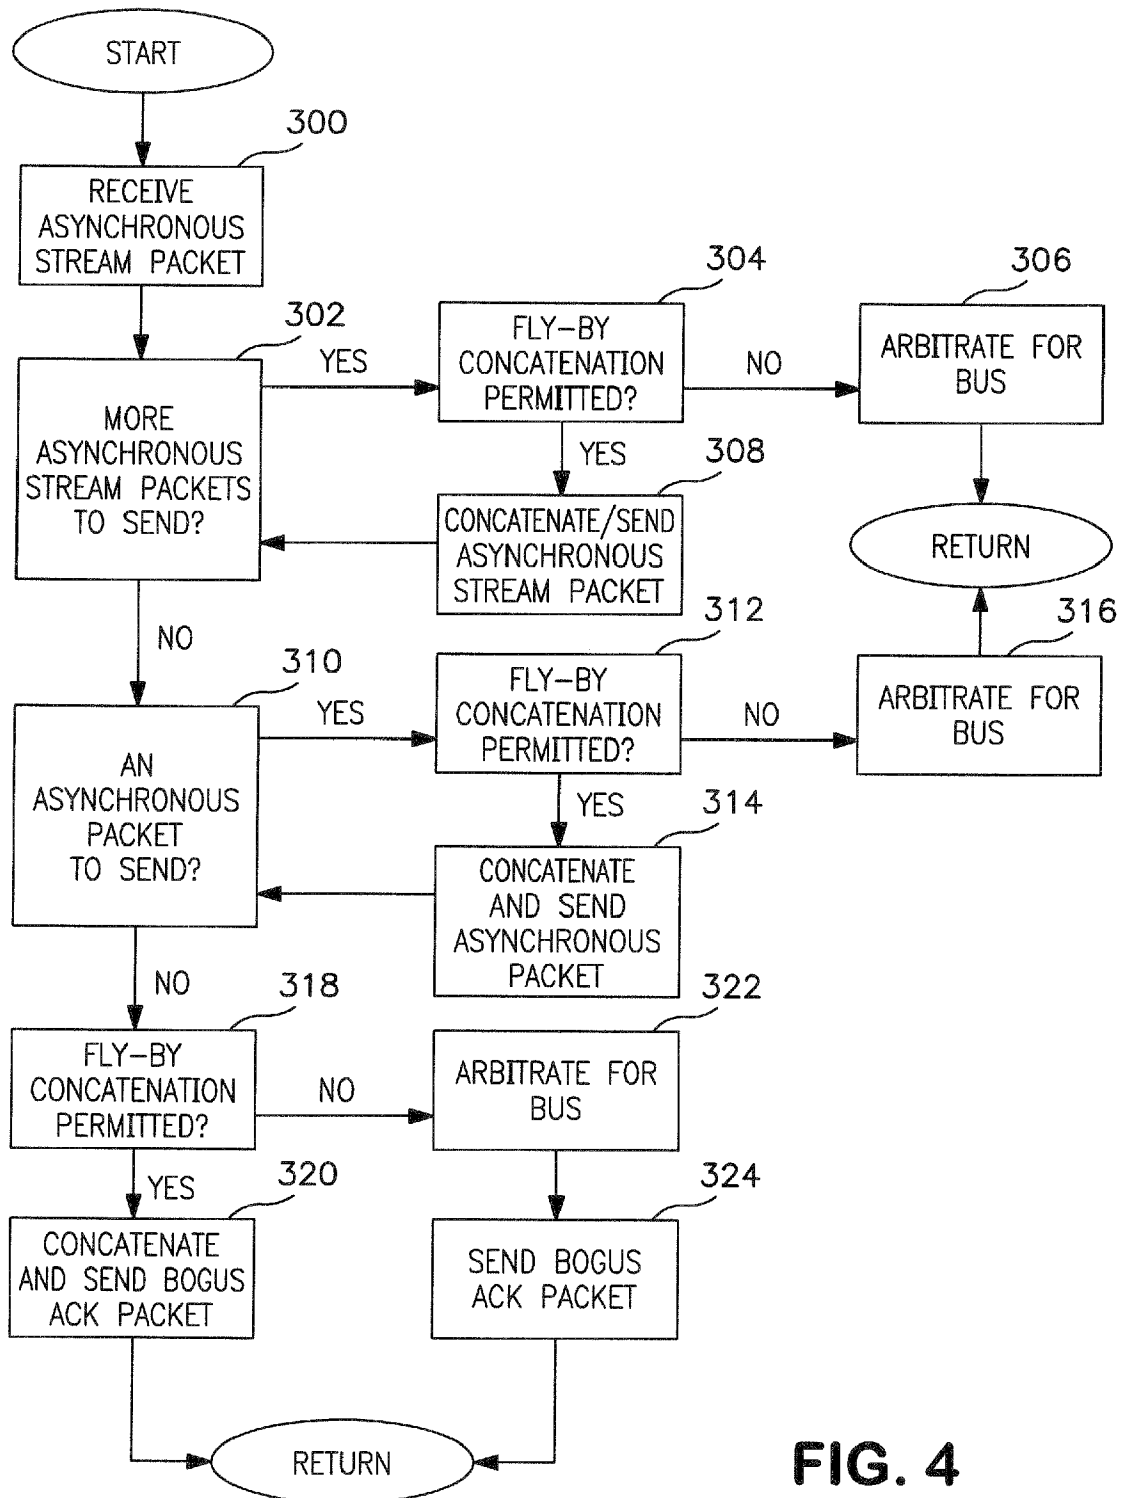 START
300
RECEIVE
ASYNCHRONOUS
STREAM PACKET
302
MORE
ASYNCHRONOUS
STREAM PACKETS
TO SEND?
YES
304
FLY-BY
CONCATENATION
PERMITTED?
NO
306
ARBITRATE FOR
BUS
YES
308
CONCATENATE/SEND
ASYNCHRONOUS
STREAM PACKET
RETURN
NO
310
AN
ASYNCHRONOUS
PACKET
TO SEND?
YES
312
FLY-BY
CONCATENATION
PERMITTED?
NO
316
ARBITRATE FOR
BUS
YES
314
CONCATENATE
AND SEND
ASYNCHRONOUS
PACKET
NO
318
FLY-BY
CONCATENATION
PERMITTED?
NO
322
ARBITRATE FOR
BUS
YES
320
CONCATENATE
AND SEND BOGUS
ACK PACKET
324
SEND BOGUS
ACK PACKET
RETURN
FIG. 4